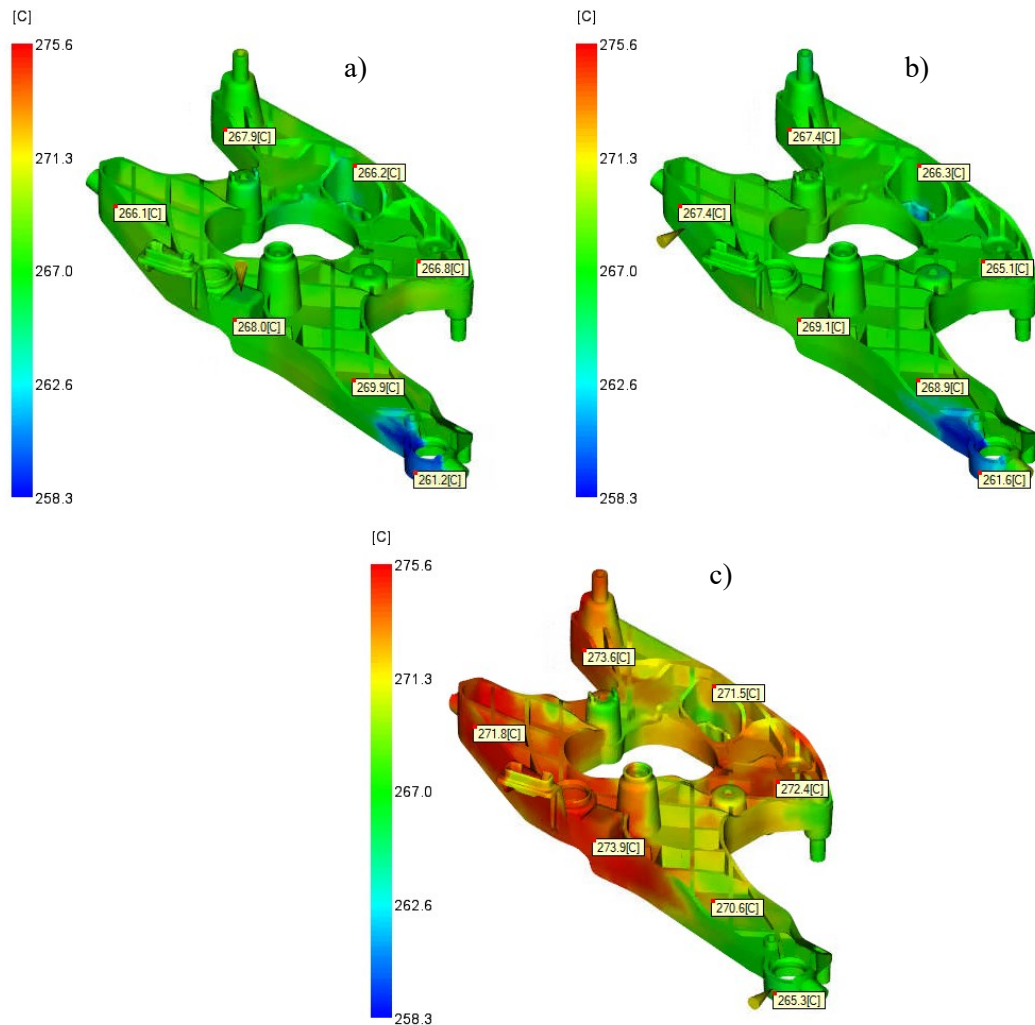 [C]
275.6
271.3
267.0
262.6
258.3
a)
267.9[C]
266.2[C]
266.1[C]
266.8[C]
268.0[C]
269.9[C]
261.2[C]
[C]
275.6
271.3
267.0
262.6
258.3
b)
267.4[C]
266.3[C]
267.4[C]
265.1[C]
269.1[C]
268.9[C]
261.6[C]
[C]
275.6
271.3
267.0
262.6
258.3
c)
273.6[C]
271.5[C]
271.8[C]
272.4[C]
273.9[C]
270.6[C]
265.3[C]